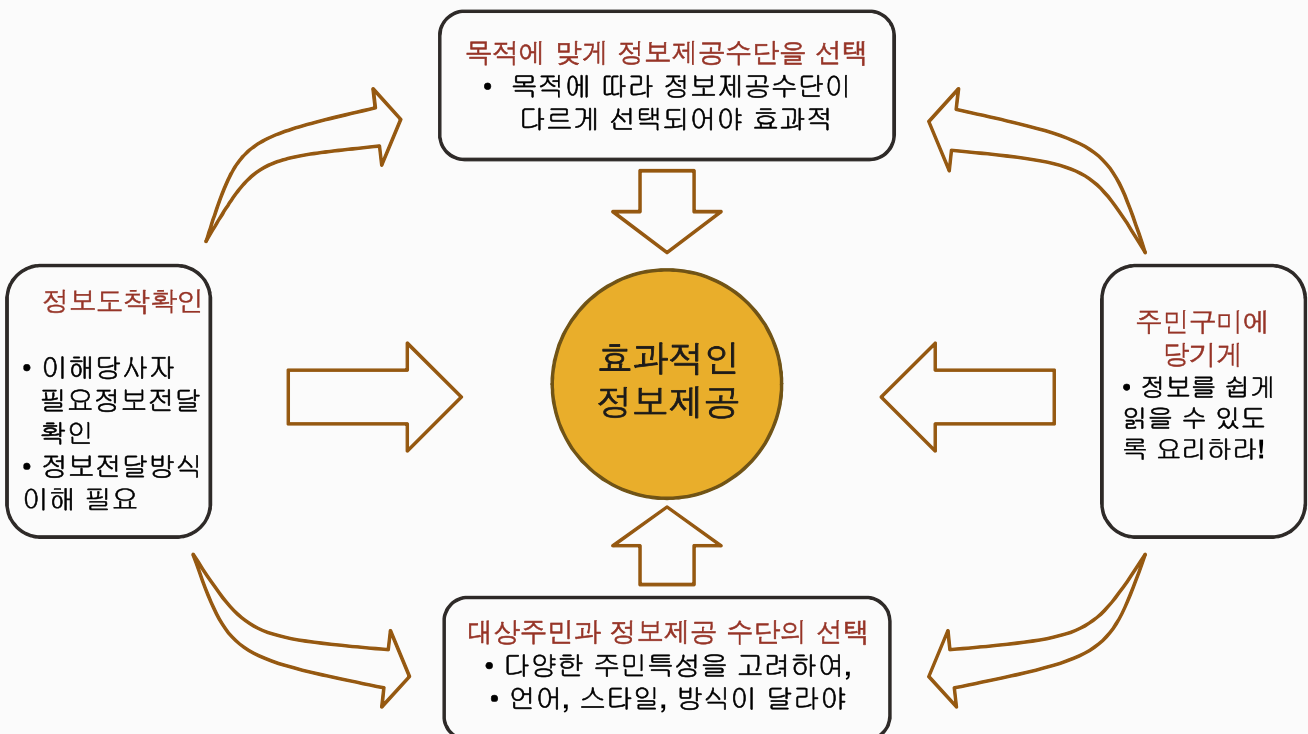 목적에 맞게 정보제공수단을 선택
• 목적에 따라 정보제공수단이
다르게 선택되어야 효과적
정보도착확인
• 이해당사자
필요정보전달
확인
• 정보전달방식
이해 필요
효과적인
정보제공
주민구미에
당기게
• 정보를 쉽게
읽을 수 있도
록 요리하라!
대상주민과 정보제공 수단의 선택
• 다양한 주민특성을 고려하여,
• 언어, 스타일, 방식이 달라야